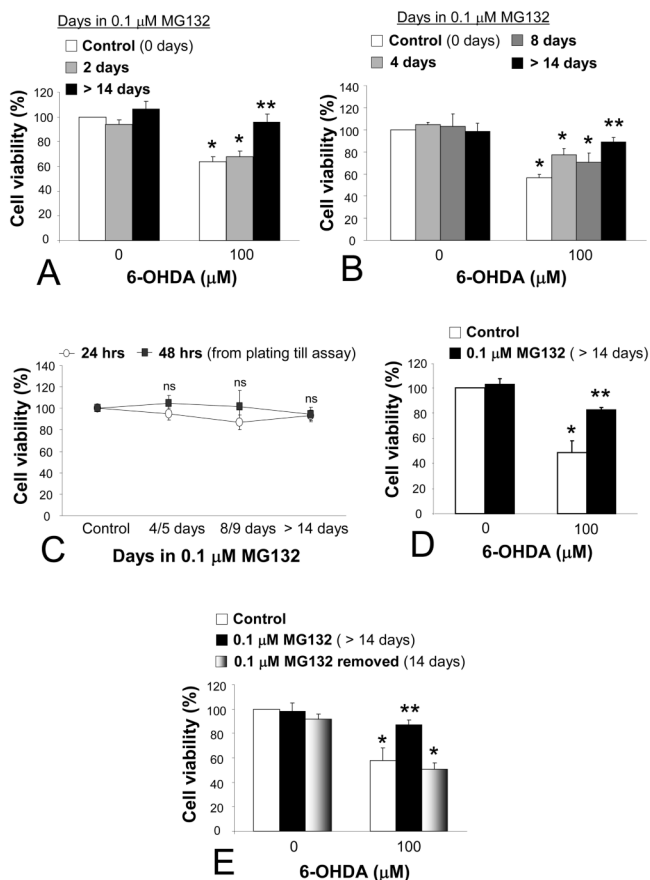 Days in 0.1 μM MG132
Control (0 days)
2 days
> 14 days
Cell viability (%)
120
100
80
60
40
20
0
* * **
0 100
6-OHDA (μM)
A
Days in 0.1 μM MG132
Control (0 days) 8 days
4 days > 14 days
Cell viability (%)
140
120
100
80
60
40
20
0
* * * **
0 100
6-OHDA (μM)
B
24 hrs 48 hrs (from plating till assay)
Cell viability (%)
140
120
100
80
60
40
20
0
ns ns ns
Control 4/5 days 8/9 days > 14 days
Days in 0.1 μM MG132
C
Control
0.1 μM MG132 ( > 14 days)
Cell viability (%)
120
100
80
60
40
20
0
* **
0 100
6-OHDA (μM)
D
Control
0.1 μM MG132 ( > 14 days)
0.1 μM MG132 removed (14 days)
Cell viability (%)
120
100
80
60
40
20
0
* ** *
0 100
6-OHDA (μM)
E